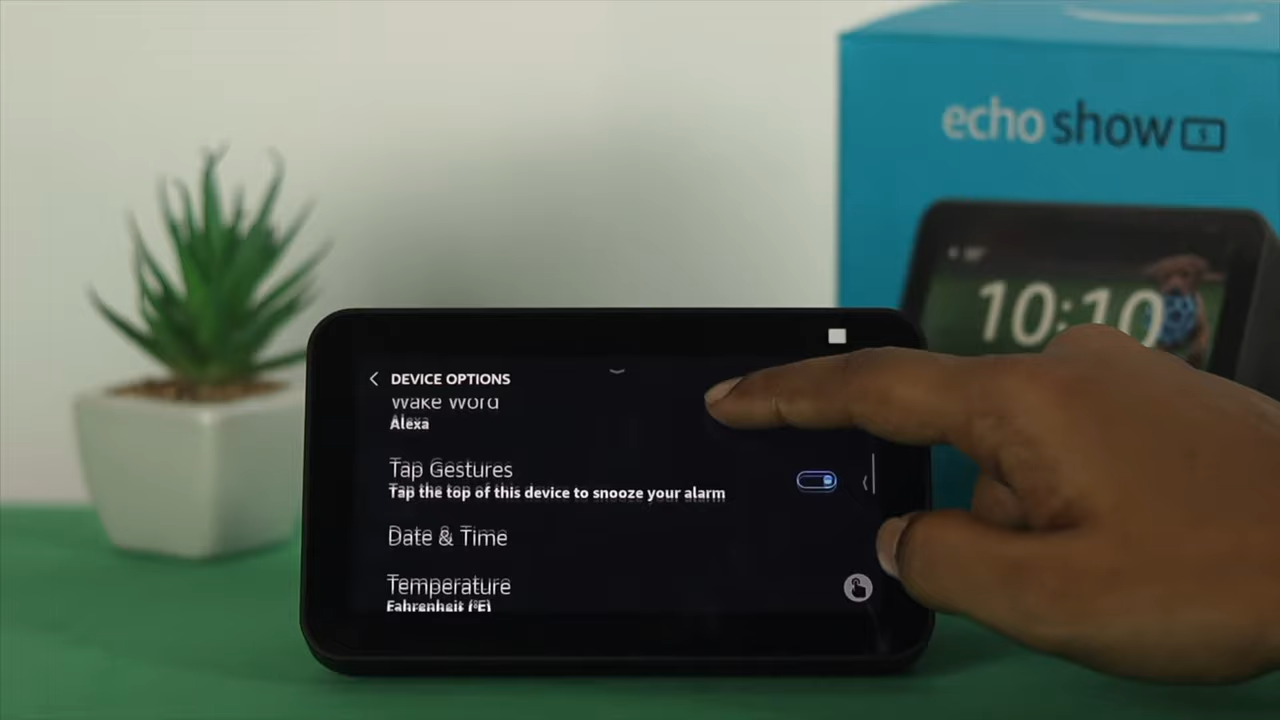 echo show 5
10:10
DEVICE OPTIONS
Wake Word
Alexa
Tap Gestures
Tap the top of this device to snooze your alarm
Date & Time
Temperature
Fahrenheit (°F)